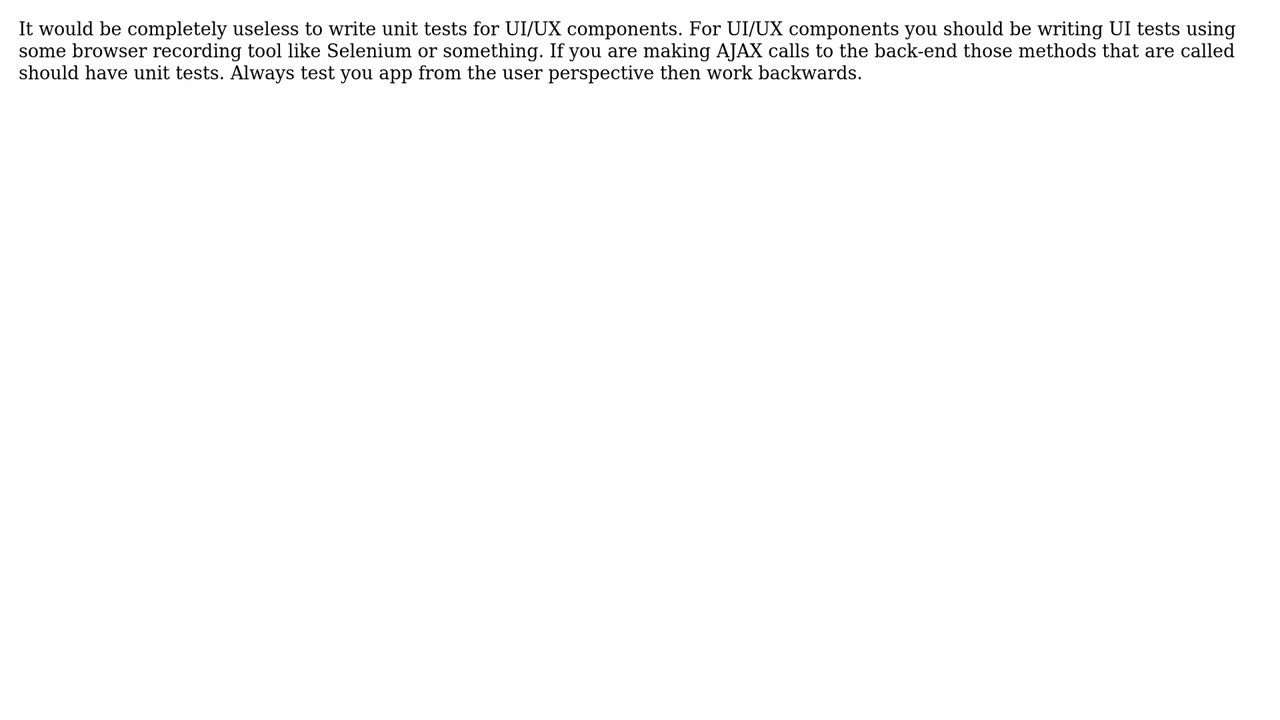 It would be completely useless to write unit tests for UI/UX components. For UI/UX components you should be writing UI tests using
some browser recording tool like Selenium or something. If you are making AJAX calls to the back-end those methods that are called
should have unit tests. Always test you app from the user perspective then work backwards.